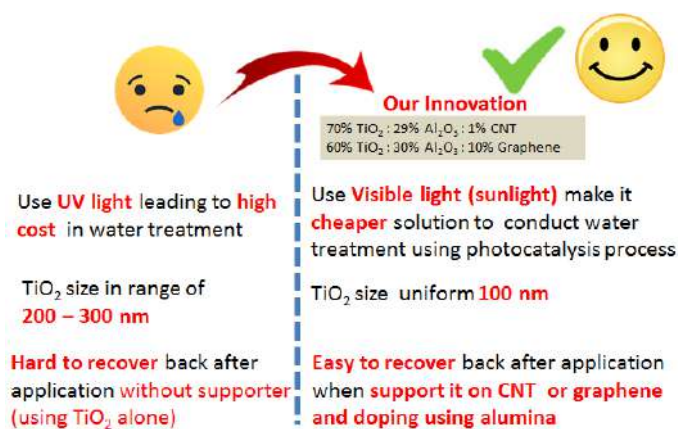 Our Innovation
70% TiO₂ : 29% Al₂O₃ : 1% CNT
60% TiO₂ : 30% Al₂O₃ : 10% Graphene
Use UV light leading to high
cost in water treatment
TiO₂ size in range of
200 – 300 nm
Hard to recover back after
application without supporter
(using TiO₂ alone)
Use Visible light (sunlight) make it
cheaper solution to conduct water
treatment using photocatalysis process
TiO₂ size uniform 100 nm
Easy to recover back after application
when support it on CNT or graphene
and doping using alumina